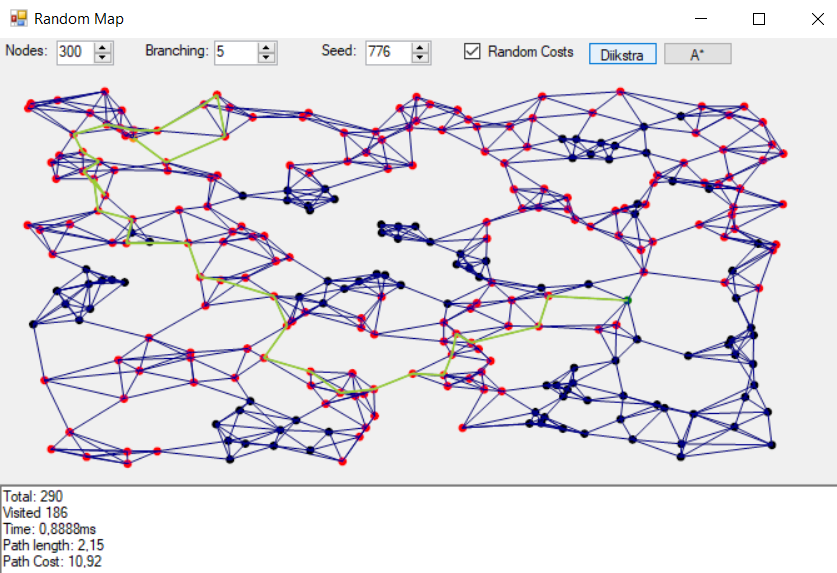 Random Map
Nodes: 300 Branching: 5 Seed: 776 Random Costs Dijkstra A*
Total: 290
Visited 186
Time: 0,8888ms
Path length: 2,15
Path Cost: 10,92